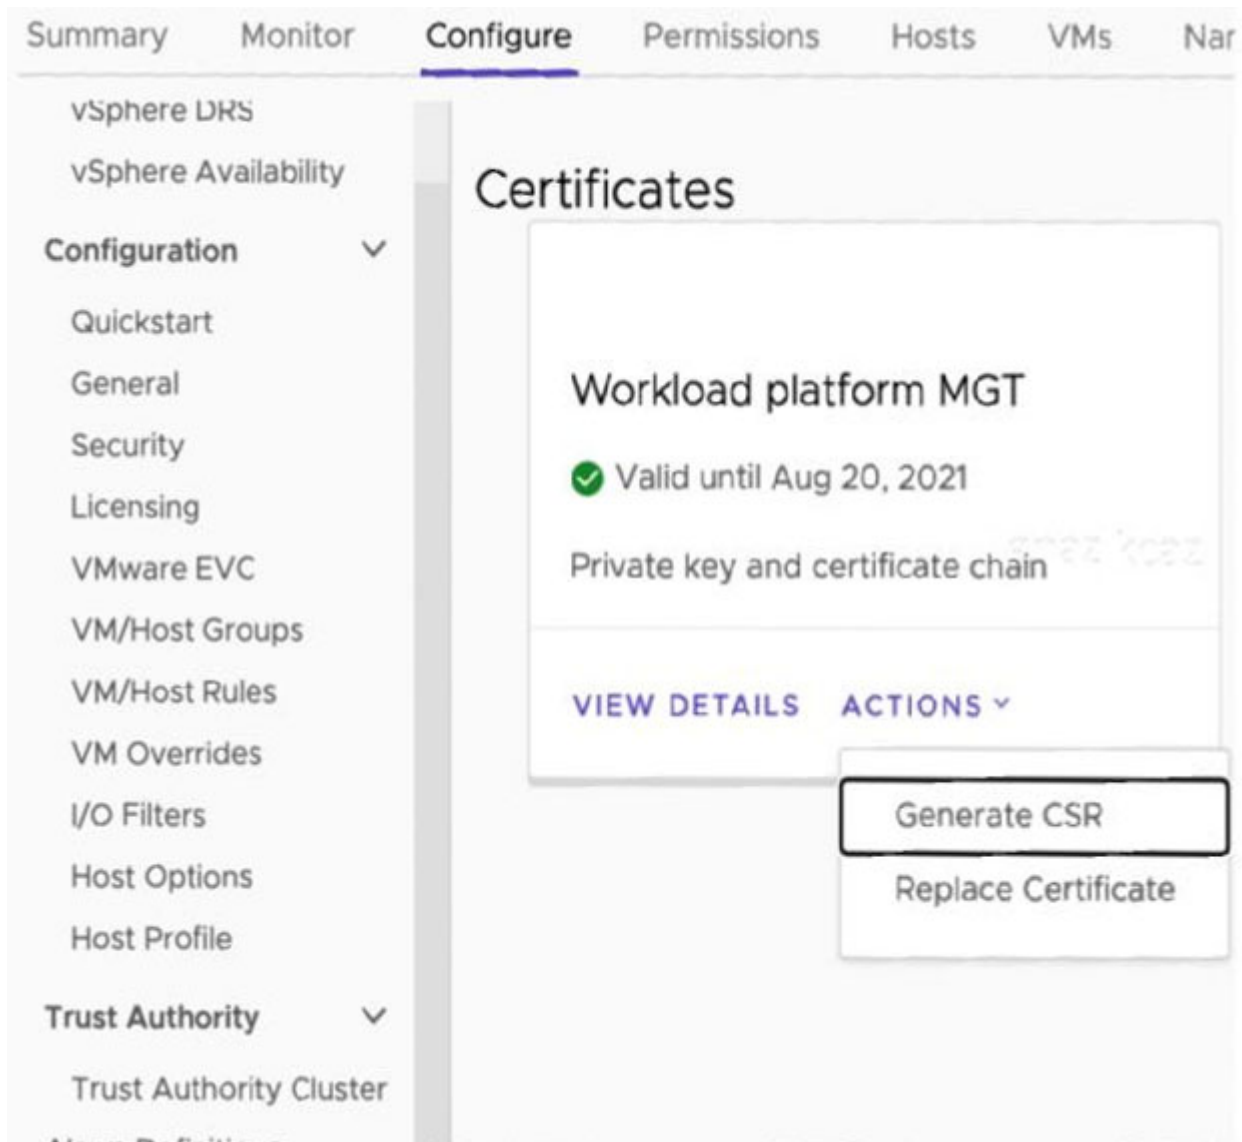 Summary Monitor Configure Permissions Hosts VMs Nar
vSphere DRS
vSphere Availability
Configuration
Quickstart
General
Security
Licensing
VMware EVC
VM/Host Groups
VM/Host Rules
VM Overrides
I/O Filters
Host Options
Host Profile
Trust Authority
Trust Authority Cluster
Certificates
Workload platform MGT
Valid until Aug 20, 2021
Private key and certificate chain
VIEW DETAILS ACTIONS
Generate CSR
Replace Certificate